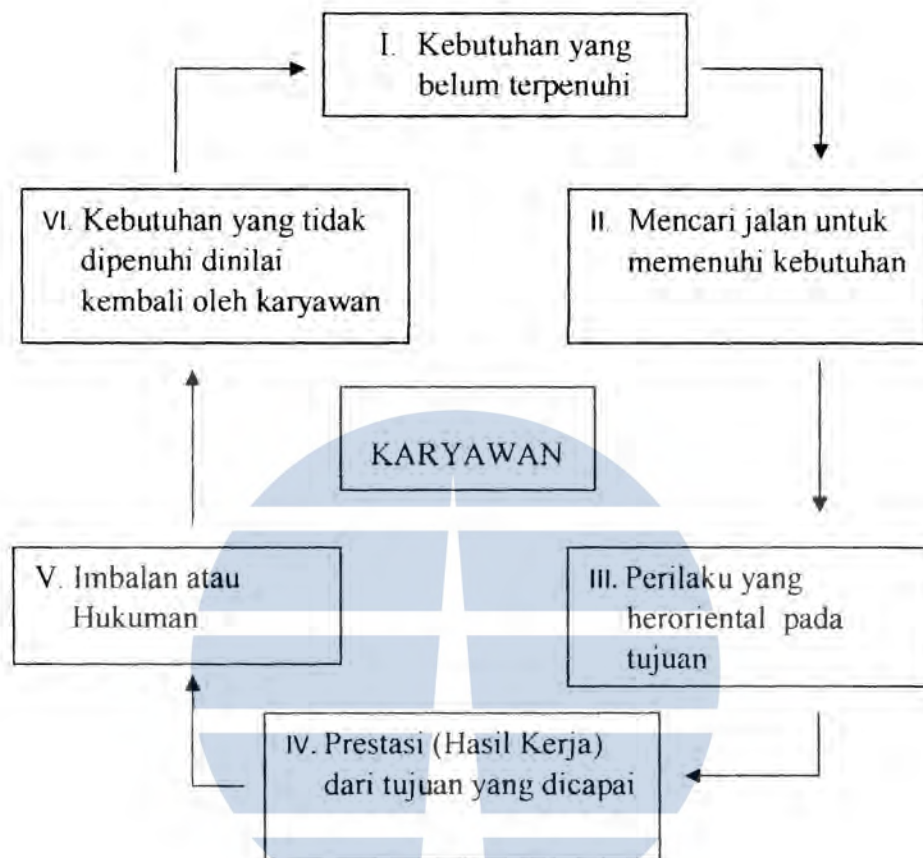 I. Kebutuhan yang
belum terpenuhi
II. Mencari jalan untuk
memenuhi kebutuhan
III. Perilaku yang
heroriental pada
tujuan
IV. Prestasi (Hasil Kerja)
dari tujuan yang dicapai
V. Imbalan atau
Hukuman
VI. Kebutuhan yang tidak
dipenuhi dinilai
kembali oleh karyawan
KARYAWAN